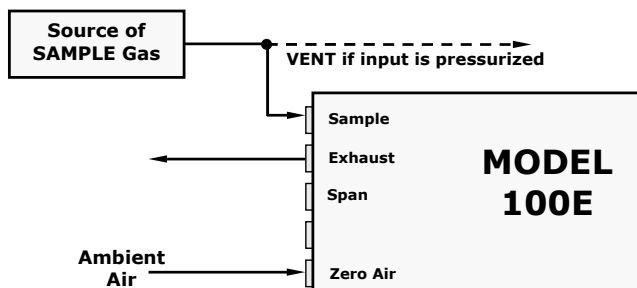 Source of
SAMPLE Gas
VENT if input is pressurized
Sample
Exhaust
MODEL
100E
Span
Ambient
Air
Zero Air